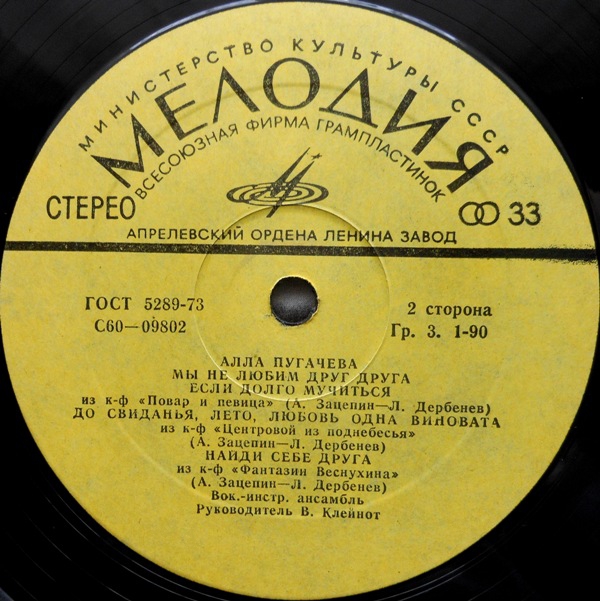 МИНИСТЕРСТВО КУЛЬТУРЫ СССР
МЕЛОДИЯ
ВСЕСОЮЗНАЯ ФИРМА ГРАМПЛАСТИНОК
СТЕРЕО
33
АПРЕЛЕВСКИЙ ОРДЕНА ЛЕНИНА ЗАВОД
ГОСТ 5289-73
С60—09802
2 сторона
Гр. 3. 1-90
АЛЛА ПУГАЧЕВА
МЫ НЕ ЛЮБИМ ДРУГ ДРУГА
ЕСЛИ ДОЛГО МУЧИТЬСЯ
из к-ф «Повар и певица» (А. Зацепин—Л. Дербенев)
ДО СВИДАНЬЯ, ЛЕТО, ЛЮБОВЬ ОДНА ВИНОВАТА
из к-ф «Центровой из поднебесья»
(А. Зацепин—Л. Дербенев)
НАЙДИ СЕБЕ ДРУГА
из к-ф «Фантазии Веснухина»
(А. Зацепин—Л. Дербенев)
Вок.-инстр. ансамбль
Руководитель В. Клейнот